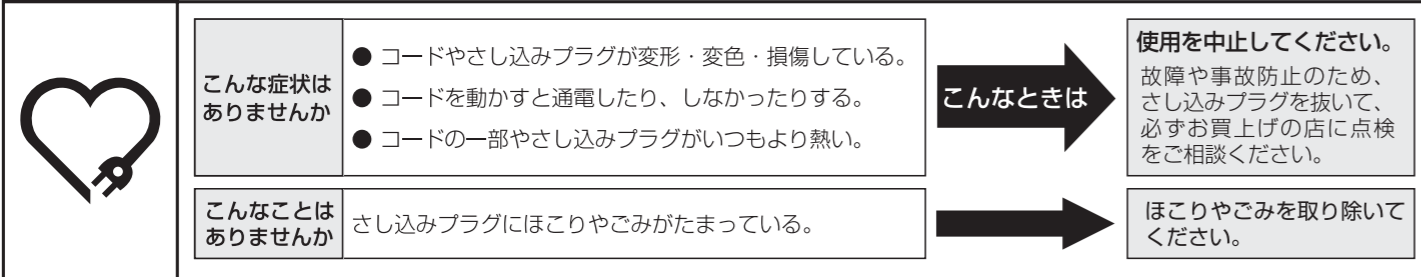 こんな症状は
ありませんか
● コードやさし込みプラグが変形・変色・損傷している。
● コードを動かすと通電したり、しなかったりする。
● コードの一部やさし込みプラグがいつもより熱い。
こんなときは
使用を中止してください。
故障や事故防止のため、
さし込みプラグを抜いて、
必ずお買上げの店に点検
をご相談ください。
こんなことは
ありませんか
さし込みプラグにほこりやごみがたまっている。
ほこりやごみを取り除いて
ください。